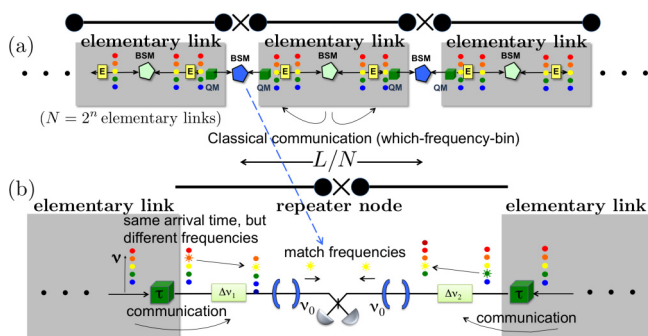 (a)
elementary link
elementary link
elementary link
BSM
BSM
BSM
BSM
BSM
E
E
E
E
E
E
QM
QM
QM
QM
(N = 2ⁿ elementary links)
Classical communication (which-frequency-bin)
L/N
(b)
elementary link
repeater node
elementary link
same arrival time, but
different frequencies
match frequencies
ν
τ
Δν₁
ν₀
ν₀
Δν₂
τ
communication
communication